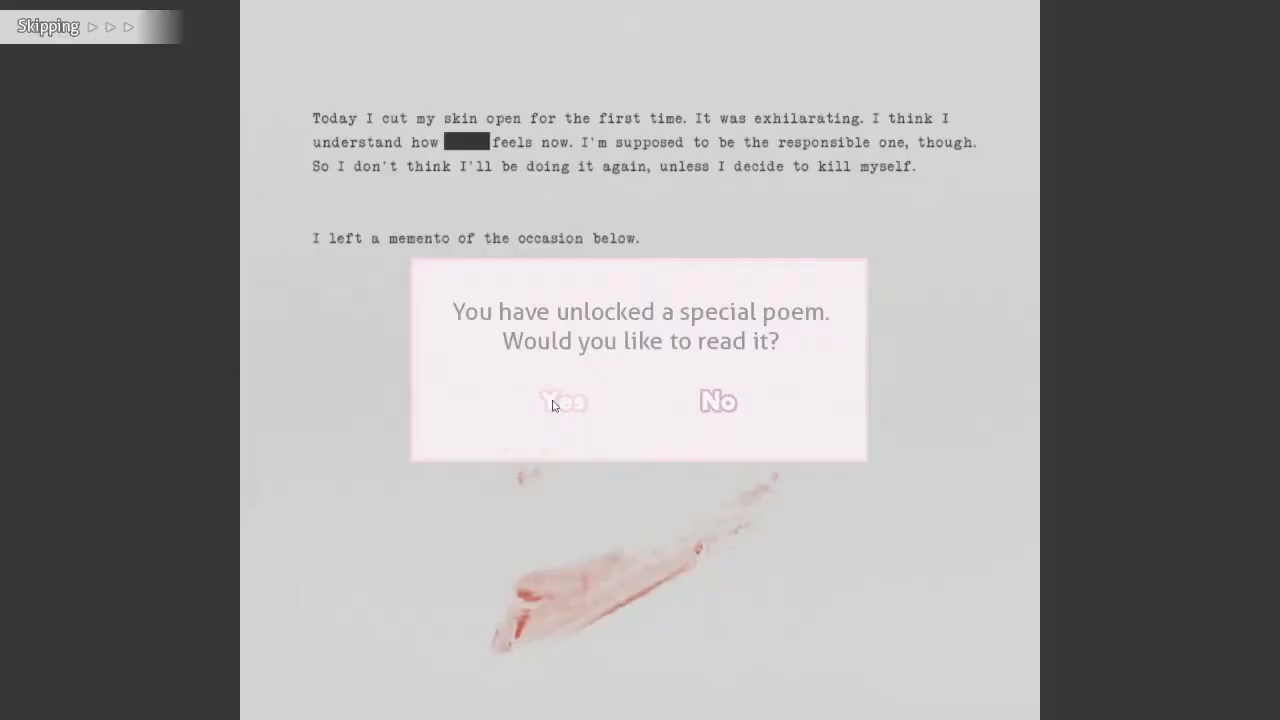 Skipping
Today I cut my skin open for the first time. It was exhilarating. I think I
understand how feels now. I'm supposed to be the responsible one, though.
So I don't think I'll be doing it again, unless I decide to kill myself.
I left a memento of the occasion below.
You have unlocked a special poem.
Would you like to read it?
Yes No